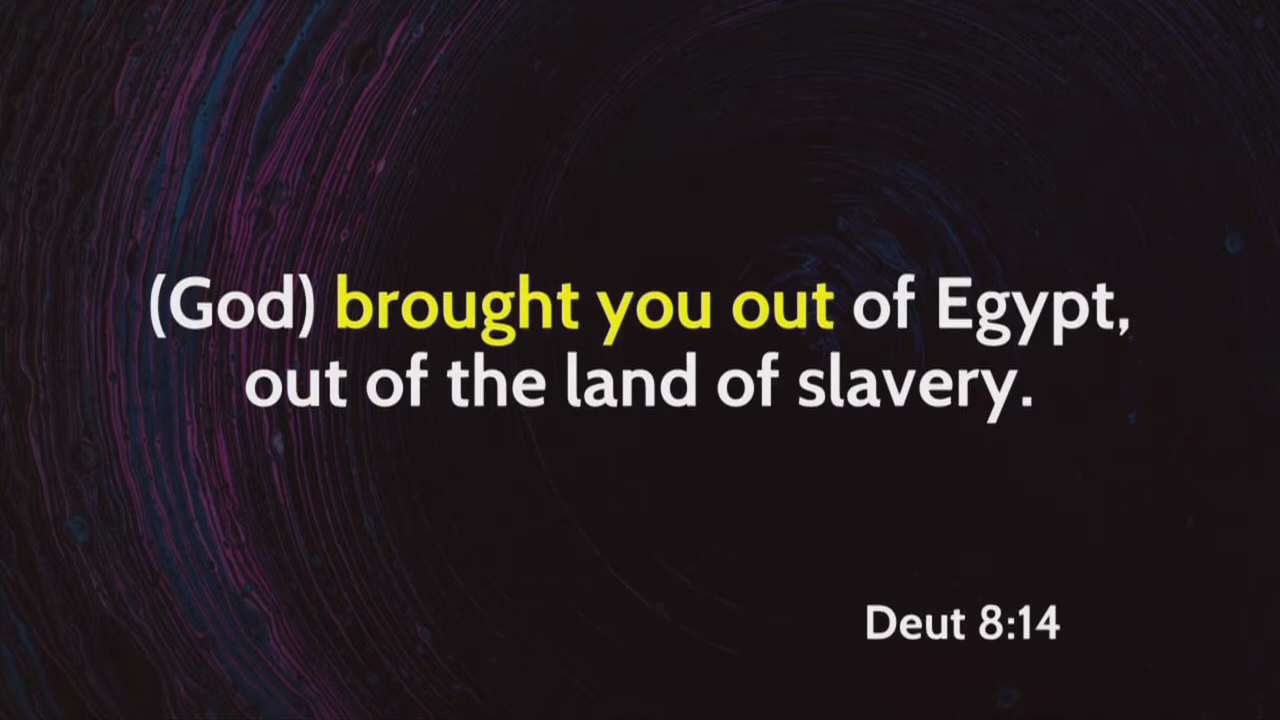 (God) brought you out of Egypt,
out of the land of slavery.
Deut 8:14